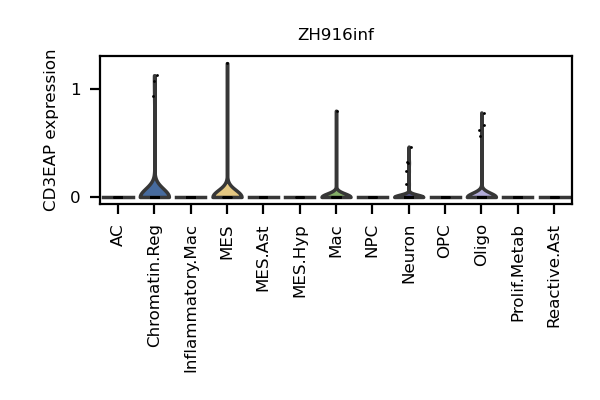 ZH916inf
CD3EAP expression
1
0
AC
Chromatin.Reg
Inflammatory.Mac
MES
MES.Ast
MES.Hyp
Mac
NPC
Neuron
OPC
Oligo
Prolif.Metab
Reactive.Ast